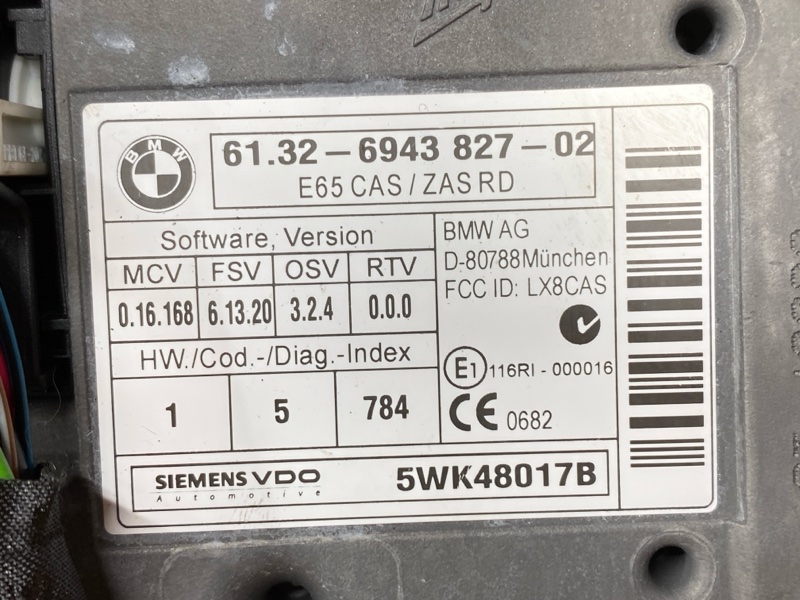 BMW
61.32 - 6943 827 - 02
E65 CAS / ZAS RD
Software, Version
MCV FSV OSV RTV
0.16.168 6.13.20 3.2.4 0.0.0
HW./Cod.-/Diag.-Index
1 5 784
BMW AG
D-80788München
FCC ID: LX8CAS
E1 116RI - 000016
CE 0682
SIEMENS VDO
Automotive
5WK48017B